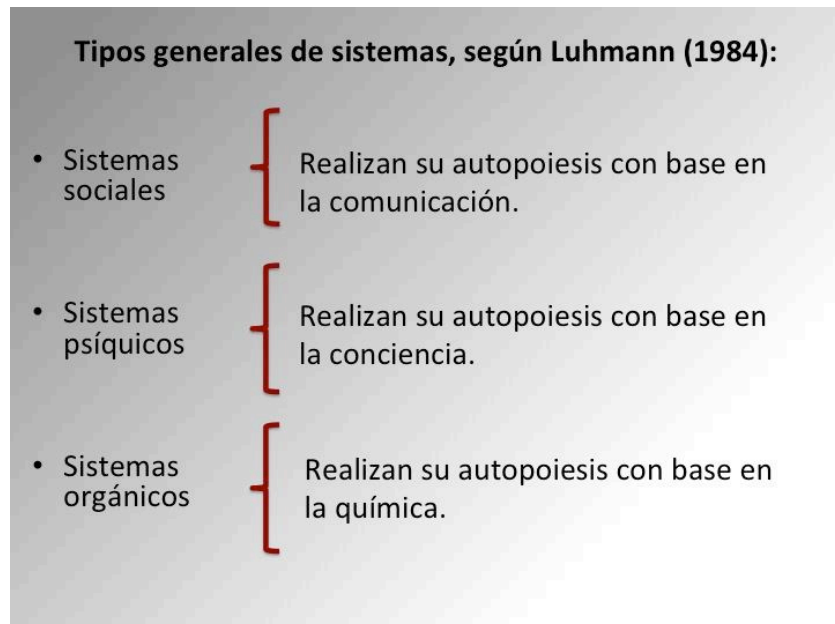 Tipos generales de sistemas, según Luhmann (1984):
• Sistemas
sociales
Realizan su autopoiesis con base en
la comunicación.
• Sistemas
psíquicos
Realizan su autopoiesis con base en
la conciencia.
• Sistemas
orgánicos
Realizan su autopoiesis con base en
la química.